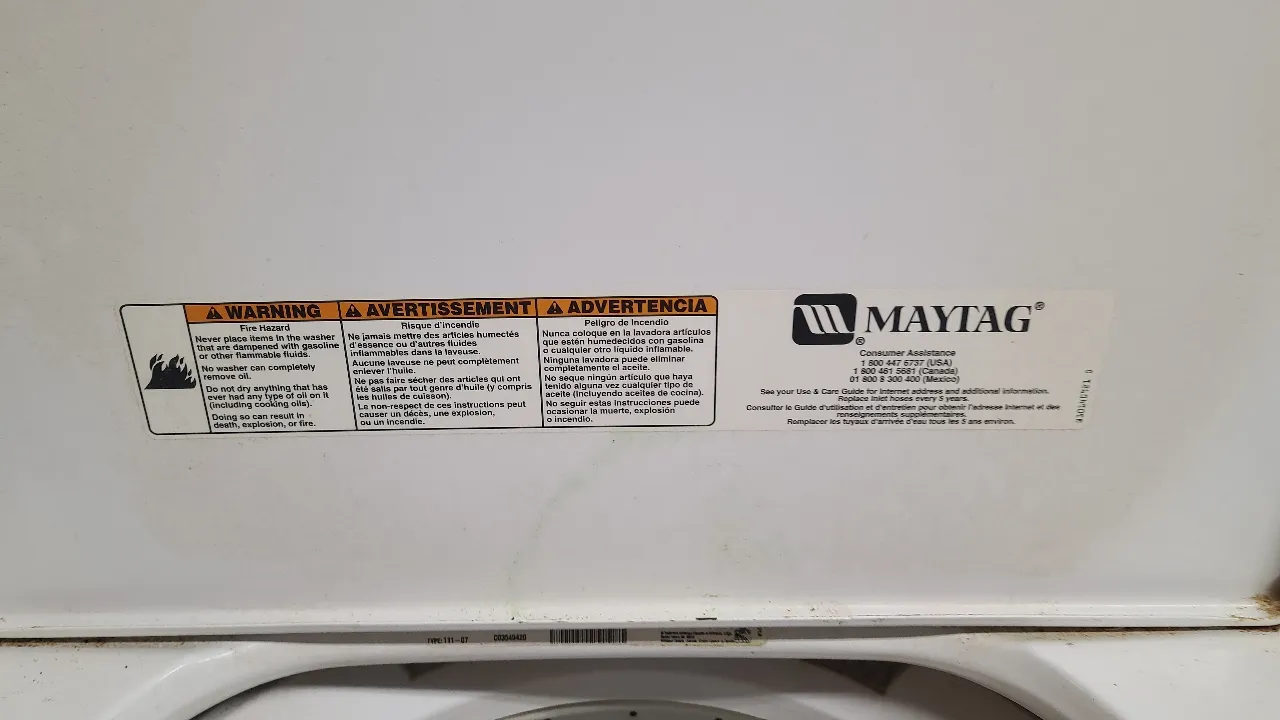 WARNING
Fire Hazard
Never place items in the washer
that are dampened with gasoline
or other flammable fluids.
No washer can completely
remove oil.
Do not dry anything that has
ever had any type of oil on it
(including cooking oils).
Doing so can result in
death, explosion, or fire.
AVERTISSEMENT
Risque d'incendie
Ne jamais mettre des articles humectés
d'essence ou d'autres fluides
inflammables dans la laveuse.
Aucune laveuse ne peut complètement
enlever l'huile.
Ne pas faire sécher des articles qui ont
été salis par tout genre d'huile (y compris
les huiles de cuisson).
Le non-respect de ces instructions peut
causer un décès, une explosion,
ou un incendie.
ADVERTENCIA
Peligro de Incendio
Nunca coloque en la lavadora artículos
que estén humedecidos con gasolina
o cualquier otro líquido inflamable.
Ninguna lavadora puede eliminar
completamente el aceite.
No seque ningún artículo que haya
tenido alguna vez cualquier tipo de
aceite (incluyendo aceites de cocina).
No seguir estas instrucciones puede
ocasionar la muerte, explosión
o incendio.
MAYTAG®
®
Consumer Assistance
1 800 447 6737 (USA)
1 800 461 5681 (Canada)
01 800 8 300 400 (Mexico)
See your Use & Care Guide for Internet address and additional information.
Replace inlet hoses every 5 years.
Consulter le Guide d'utilisation et d'entretien pour obtenir l'adresse Internet et des
renseignements supplémentaires.
Remplacer les tuyaux d'arrivée d'eau tous les 5 ans environ.
TYPE: 111-07